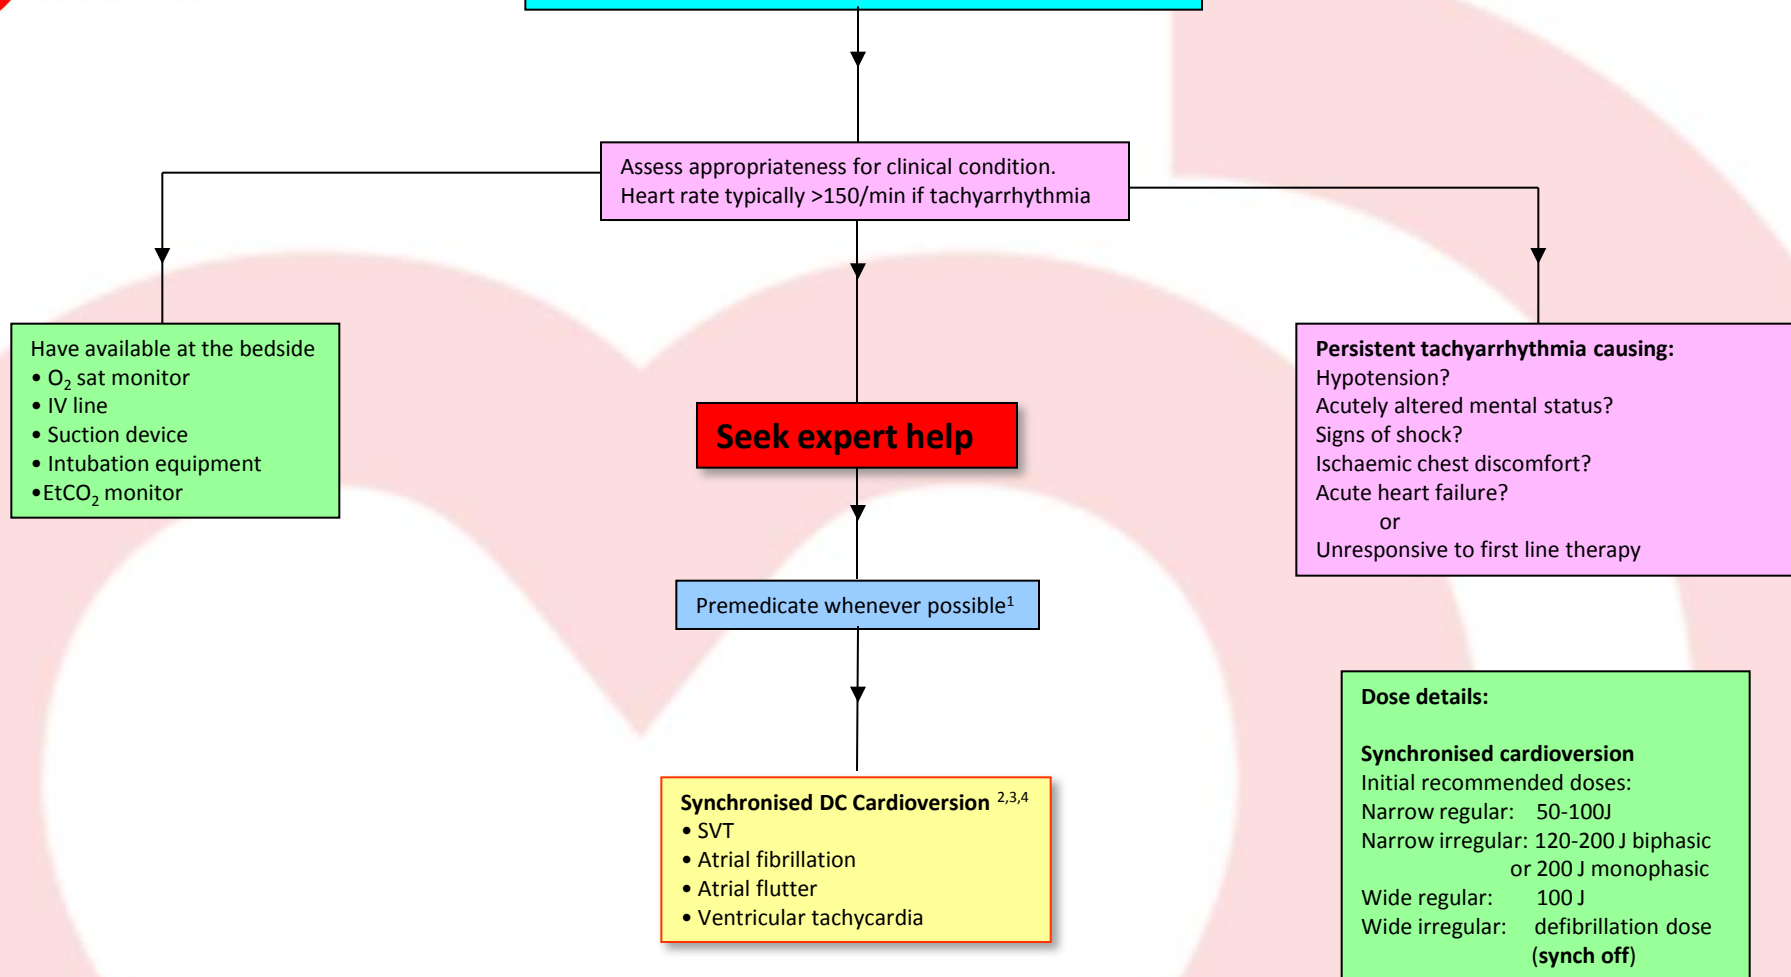 Assess appropriateness for clinical condition.
Heart rate typically >150/min if tachyarrhythmia
Have available at the bedside
• O₂ sat monitor
• IV line
• Suction device
• Intubation equipment
•EtCO₂ monitor
Seek expert help
Persistent tachyarrhythmia causing:
Hypotension?
Acutely altered mental status?
Signs of shock?
Ischaemic chest discomfort?
Acute heart failure?
or
Unresponsive to first line therapy
Premedicate whenever possible¹
Synchronised DC Cardioversion ²,³,⁴
• SVT
• Atrial fibrillation
• Atrial flutter
• Ventricular tachycardia
Dose details:
Synchronised cardioversion
Initial recommended doses:
Narrow regular: 50-100J
Narrow irregular: 120-200 J biphasic
or 200 J monophasic
Wide regular: 100 J
Wide irregular: defibrillation dose
(synch off)